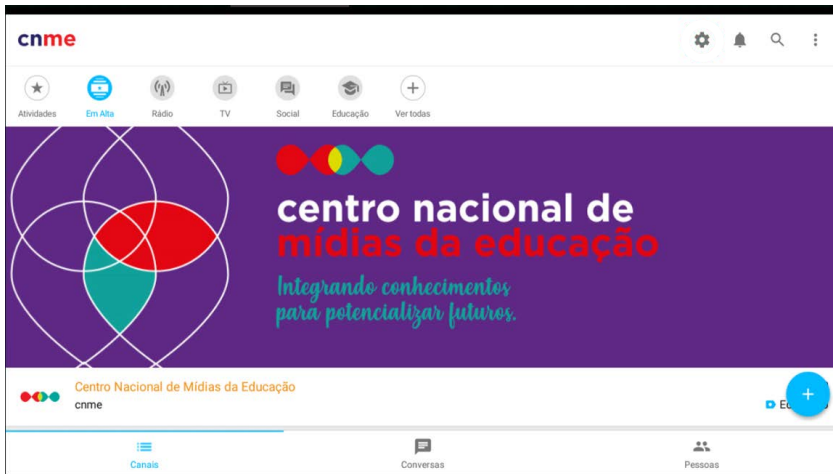 cnme
Atividades
Em Alta
Rádio
TV
Social
Educação
Ver todas
centro nacional de
mídias da educação
Integrando conhecimentos
para potencializar futuros.
Centro Nacional de Mídias da Educação
cnme
Canais
Conversas
Pessoas